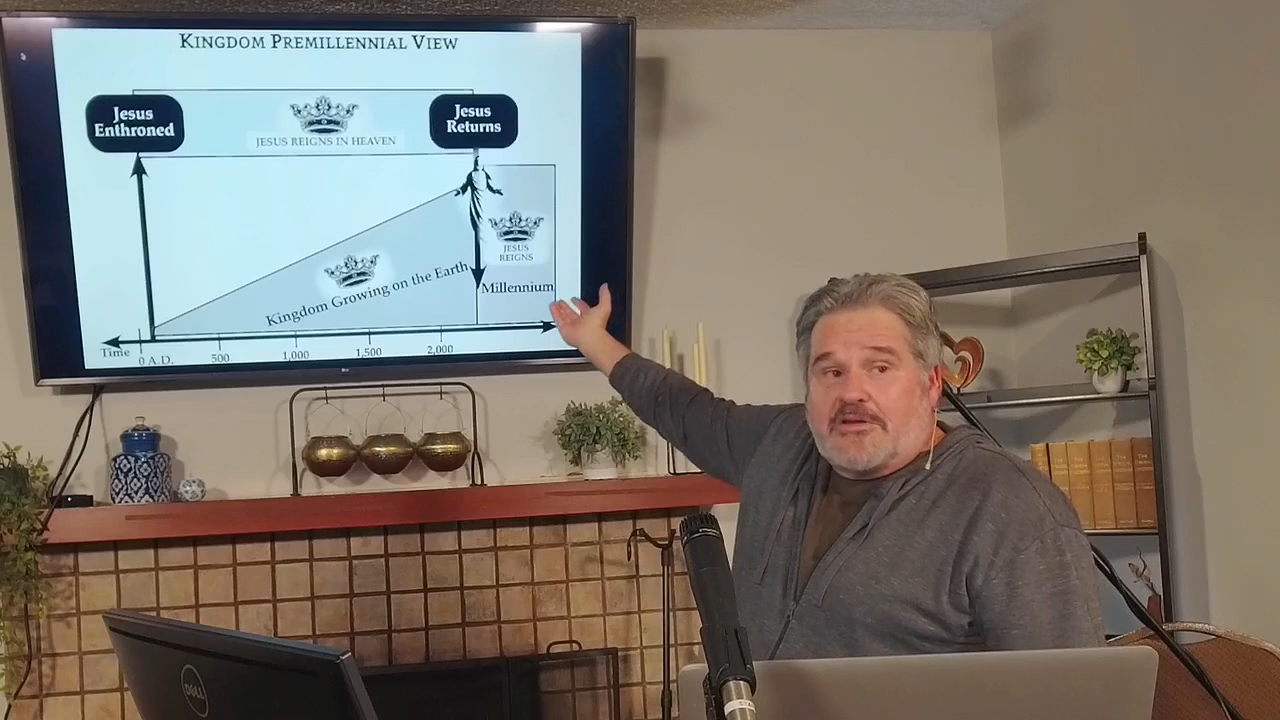 KINGDOM PREMILLENNIAL VIEW
Jesus
Enthroned
JESUS REIGNS IN HEAVEN
Jesus
Returns
JESUS
REIGNS
Kingdom Growing on the Earth
Millennium
Time
0 A.D.
500
1,000
1,500
2,000
LG
DELL